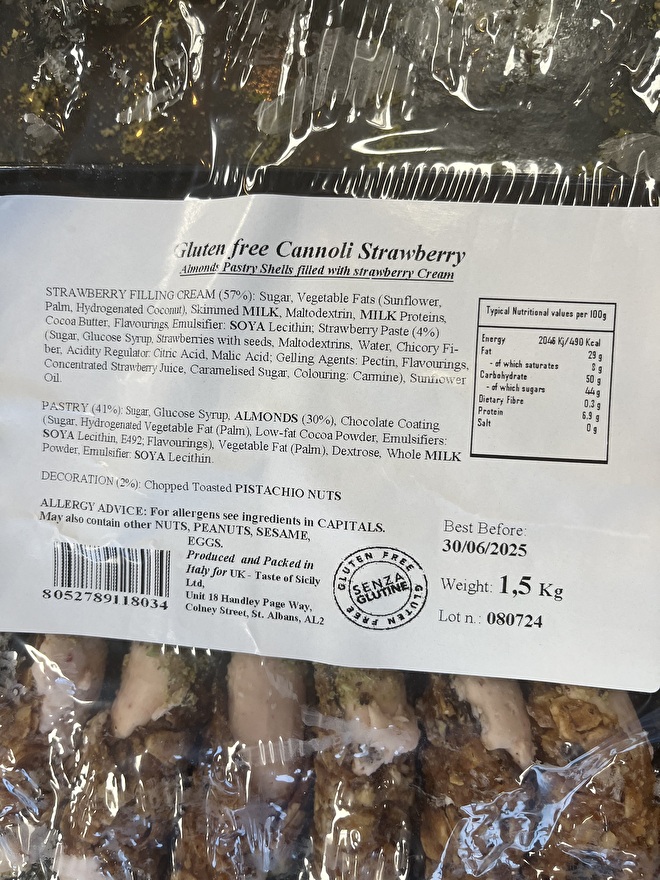 Gluten free Cannoli Strawberry
Almonds Pastry Shells filled with strawberry Cream
STRAWBERRY FILLING CREAM (57%): Sugar, Vegetable Fats (Sunflower,
Palm, Hydrogenated Coconut), Skimmed MILK, Maltodextrin, MILK Proteins,
Cocoa Butter, Flavourings, Emulsifier: SOYA Lecithin; Strawberry Paste (4%)
(Sugar, Glucose Syrup, Strawberries with seeds, Maltodextrins, Water, Chicory Fi-
ber, Acidity Regulator: Citric Acid, Malic Acid; Gelling Agents: Pectin, Flavourings,
Concentrated Strawberry Juice, Caramelised Sugar, Colouring: Carmine), Sunflower
Oil.
PASTRY (41%): Sugar, Glucose Syrup, ALMONDS (30%), Chocolate Coating
(Sugar, Hydrogenated Vegetable Fat (Palm), Low-fat Cocoa Powder, Emulsifiers:
SOYA Lecithin, E492; Flavourings), Vegetable Fat (Palm), Dextrose, Whole MILK
Powder, Emulsifier: SOYA Lecithin.
DECORATION (2%): Chopped Toasted PISTACHIO NUTS
ALLERGY ADVICE: For allergens see ingredients in CAPITALS.
May also contain other NUTS, PEANUTS, SESAME,
EGGS.
Produced and Packed in
Italy for UK - Taste of Sicily
Ltd,
Unit 18 Handley Page Way,
Colney Street, St. Albans, AL2
8052789118034
GLUTEN FREE
SENZA
GLUTINE
GLUTEN FREE
Typical Nutritional values per 100g
Energy 2046 Kj/490 Kcal
Fat 29 g
- of which saturates 8 g
Carbohydrate 50 g
- of which sugars 44 g
Dietary Fibre 0,3 g
Protein 6,9 g
Salt 0 g
Best Before:
30/06/2025
Weight: 1,5 Kg
Lot n.: 080724